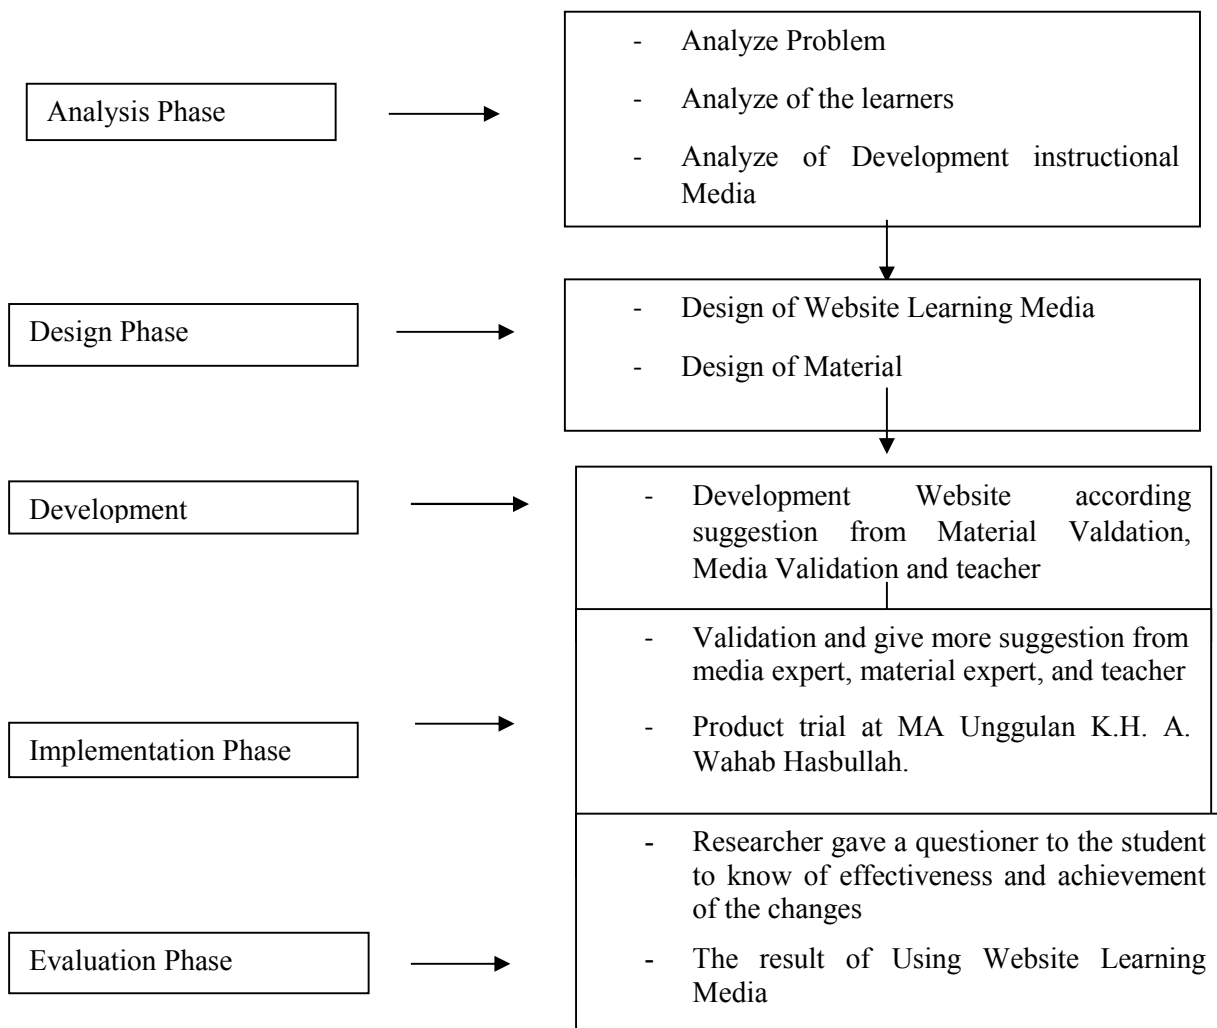 - Analyze Problem
Analysis Phase
- Analyze of the learners
- Analyze of Development instructional
Media
Design Phase
- Design of Website Learning Media
- Design of Material
Development
- Development Website according
suggestion from Material Valdation,
Media Validation and teacher
Implementation Phase
- Validation and give more suggestion from
media expert, material expert, and teacher
- Product trial at MA Unggulan K.H. A.
Wahab Hasbullah.
Evaluation Phase
- Researcher gave a questioner to the student
to know of effectiveness and achievement
of the changes
- The result of Using Website Learning
Media